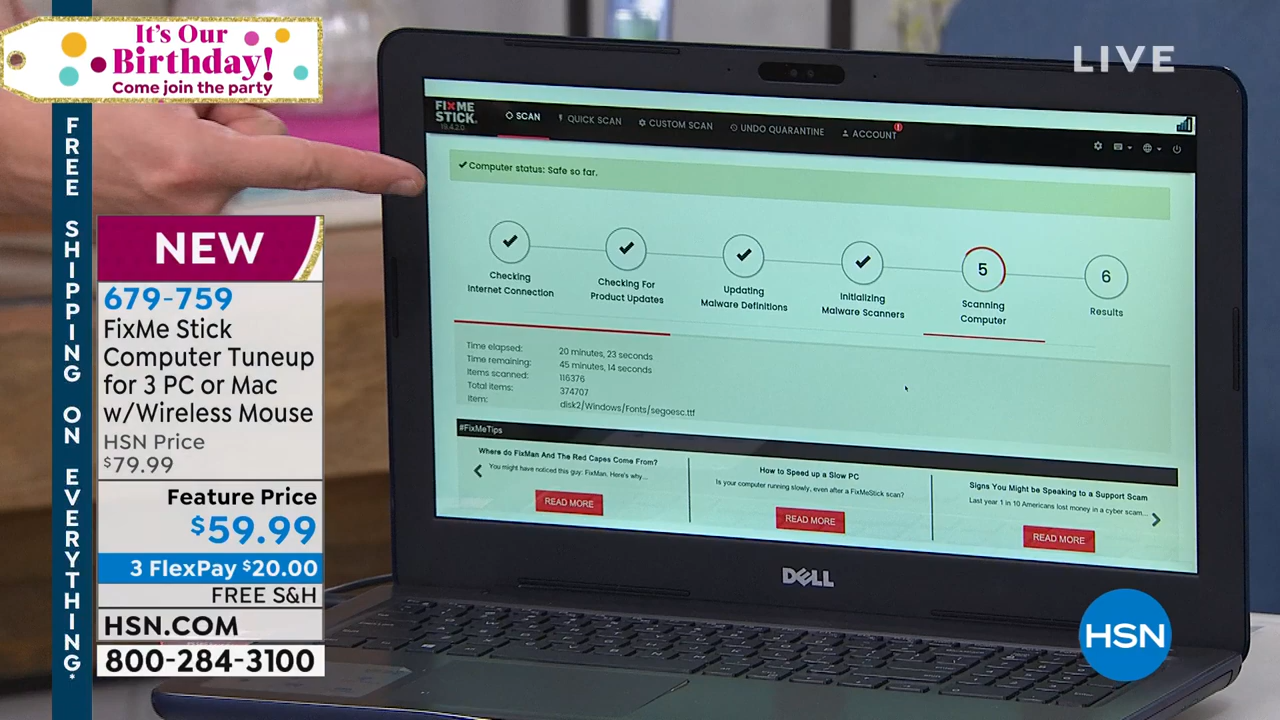 It's Our
Birthday!
Come join the party
LIVE
FREE SHIPPING ON EVERYTHING.*
NEW
679-759
FixMe Stick
Computer Tuneup
for 3 PC or Mac
w/Wireless Mouse
HSN Price
$79.99
Feature Price
$59.99
3 FlexPay $20.00
FREE S&H
HSN.COM
800-284-3100
FIXME
STICK.
19.4.2.0
SCAN
QUICK SCAN
CUSTOM SCAN
UNDO QUARANTINE
ACCOUNT
Computer status: Safe so far.
Checking
Internet Connection
Checking For
Product Updates
Updating
Malware Definitions
Initializing
Malware Scanners
5
Scanning
Computer
6
Results
Time elapsed: 20 minutes, 23 seconds
Time remaining: 45 minutes, 14 seconds
Items scanned: 116376
Total items: 374707
Item: disk2/Windows/Fonts/segoesc.ttf
#FixMeTips
Where do FixMan And The Red Capes Come From?
You might have noticed this guy: FixMan. Here's why...
READ MORE
How to Speed up a Slow PC
Is your computer running slowly, even after a FixMeStick scan?
READ MORE
Signs You Might be Speaking to a Support Scam
Last year 1 in 10 Americans lost money in a cyber scam...
READ MORE
DELL
HSN